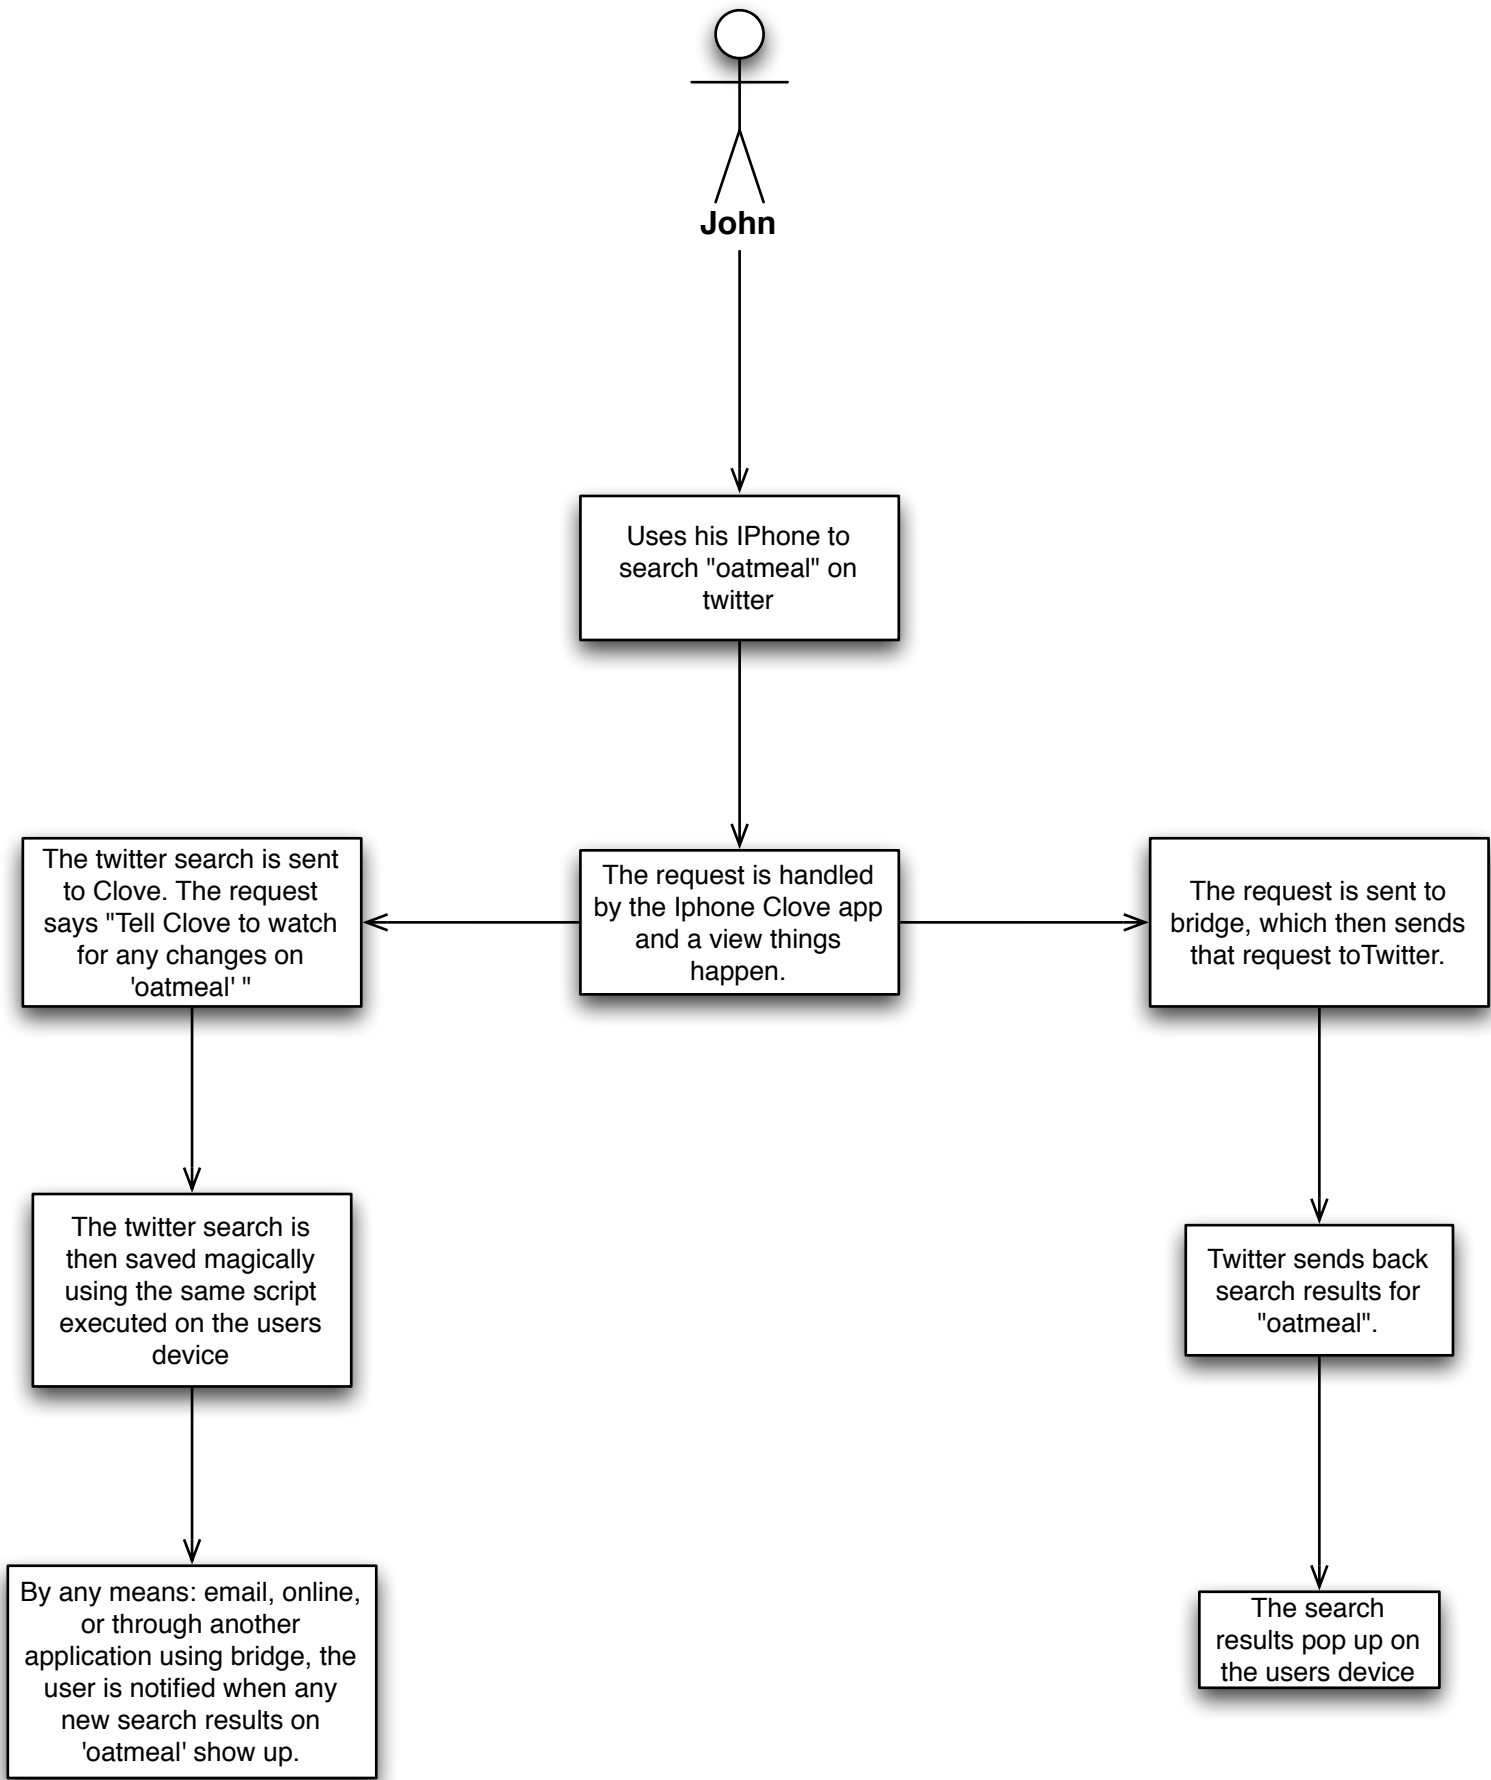 John
Uses his IPhone to
search "oatmeal" on
twitter
The twitter search is sent
to Clove. The request
says "Tell Clove to watch
for any changes on
'oatmeal' "
The request is handled
by the Iphone Clove app
and a view things
happen.
The request is sent to
bridge, which then sends
that request toTwitter.
The twitter search is
then saved magically
using the same script
executed on the users
device
Twitter sends back
search results for
"oatmeal".
By any means: email, online,
or through another
application using bridge, the
user is notified when any
new search results on
'oatmeal' show up.
The search
results pop up on
the users device